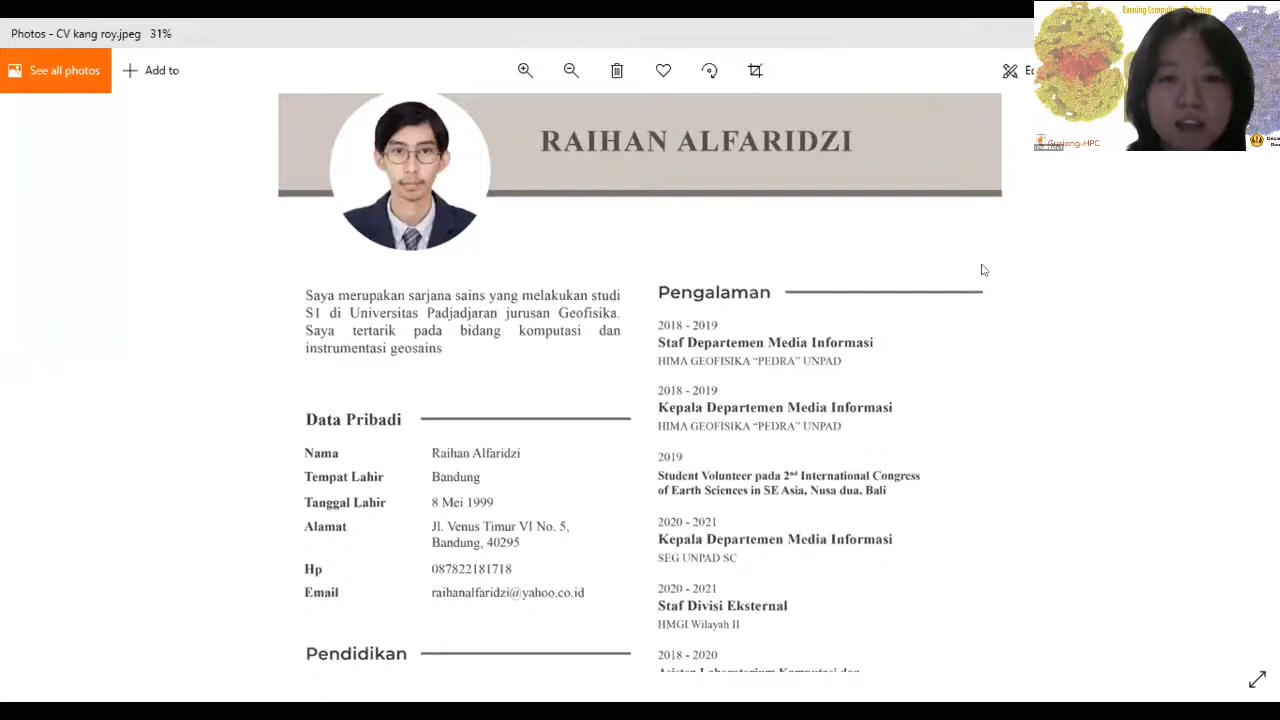 Photos - CV kang roy.jpeg 31%
See all photos
Add to
Evening Computing Workshop
Gunjang-HPC
RAIHAN ALFARIDZI
Saya merupakan sarjana sains yang melakukan studi
S1 di Universitas Padjadjaran jurusan Geofisika.
Saya tertarik pada bidang komputasi dan
instrumentasi geosains
Data Pribadi
Nama Raihan Alfaridzi
Tempat Lahir Bandung
Tanggal Lahir 8 Mei 1999
Alamat Jl. Venus Timur VI No. 5,
Bandung, 40295
Hp 087822181718
Email raihanalfaridzi@yahoo.co.id
Pendidikan
Pengalaman
2018 - 2019
Staf Departemen Media Informasi
HIMA GEOFISIKA “PEDRA” UNPAD
2018 - 2019
Kepala Departemen Media Informasi
HIMA GEOFISIKA “PEDRA” UNPAD
2019
Student Volunteer pada 2nd International Congress
of Earth Sciences in SE Asia, Nusa dua, Bali
2020 - 2021
Kepala Departemen Media Informasi
SEG UNPAD SC
2020 - 2021
Staf Divisi Eksternal
HMGI Wilayah II
2018 - 2020
Asisten Laboratorium Komputasi dan